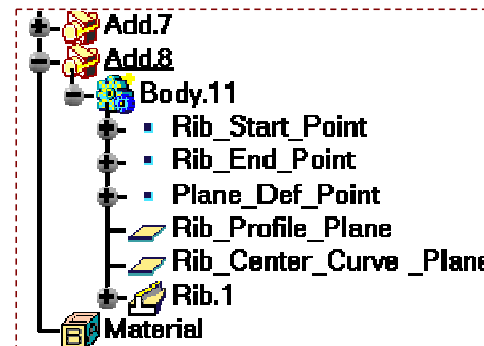 Add.7
Add.8
Body.11
Rib_Start_Point
Rib_End_Point
Plane_Def_Point
Rib_Profile_Plane
Rib_Center_Curve _Plane
Rib.1
Material